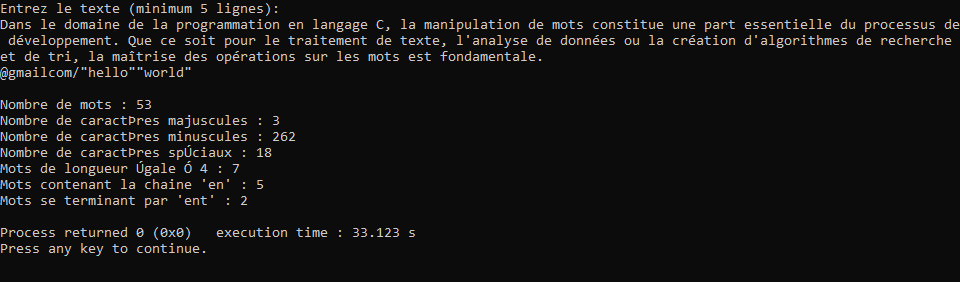 Entrez le texte (minimum 5 lignes):
Dans le domaine de la programmation en langage C, la manipulation de mots constitue une part essentielle du processus de
 développement. Que ce soit pour le traitement de texte, l'analyse de données ou la création d'algorithmes de recherche
et de tri, la maîtrise des opérations sur les mots est fondamentale.
@gmailcom/"hello""world"

Nombre de mots : 53
Nombre de caractÞres majuscules : 3
Nombre de caractÞres minuscules : 262
Nombre de caractÞres spÚciaux : 18
Mots de longueur Úgale Ó 4 : 7
Mots contenant la chaine 'en' : 5
Mots se terminant par 'ent' : 2

Process returned 0 (0x0)   execution time : 33.123 s
Press any key to continue.